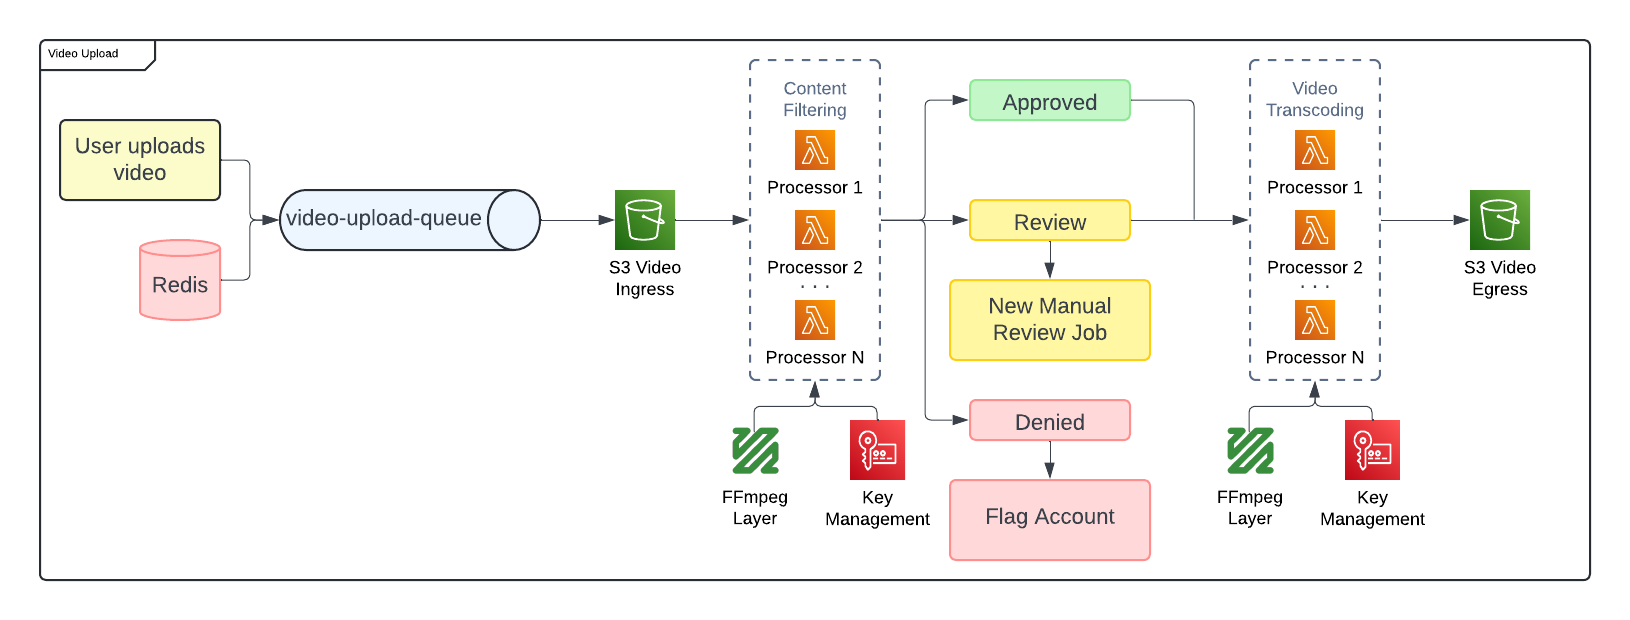 Video Upload
User uploads
video
Redis
video-upload-queue
S3 Video
Ingress
Content
Filtering
Processor 1
Processor 2
. . .
Processor N
FFmpeg
Layer
Key
Management
Approved
Review
New Manual
Review Job
Denied
Flag Account
Video
Transcoding
Processor 1
Processor 2
. . .
Processor N
FFmpeg
Layer
Key
Management
S3 Video
Egress